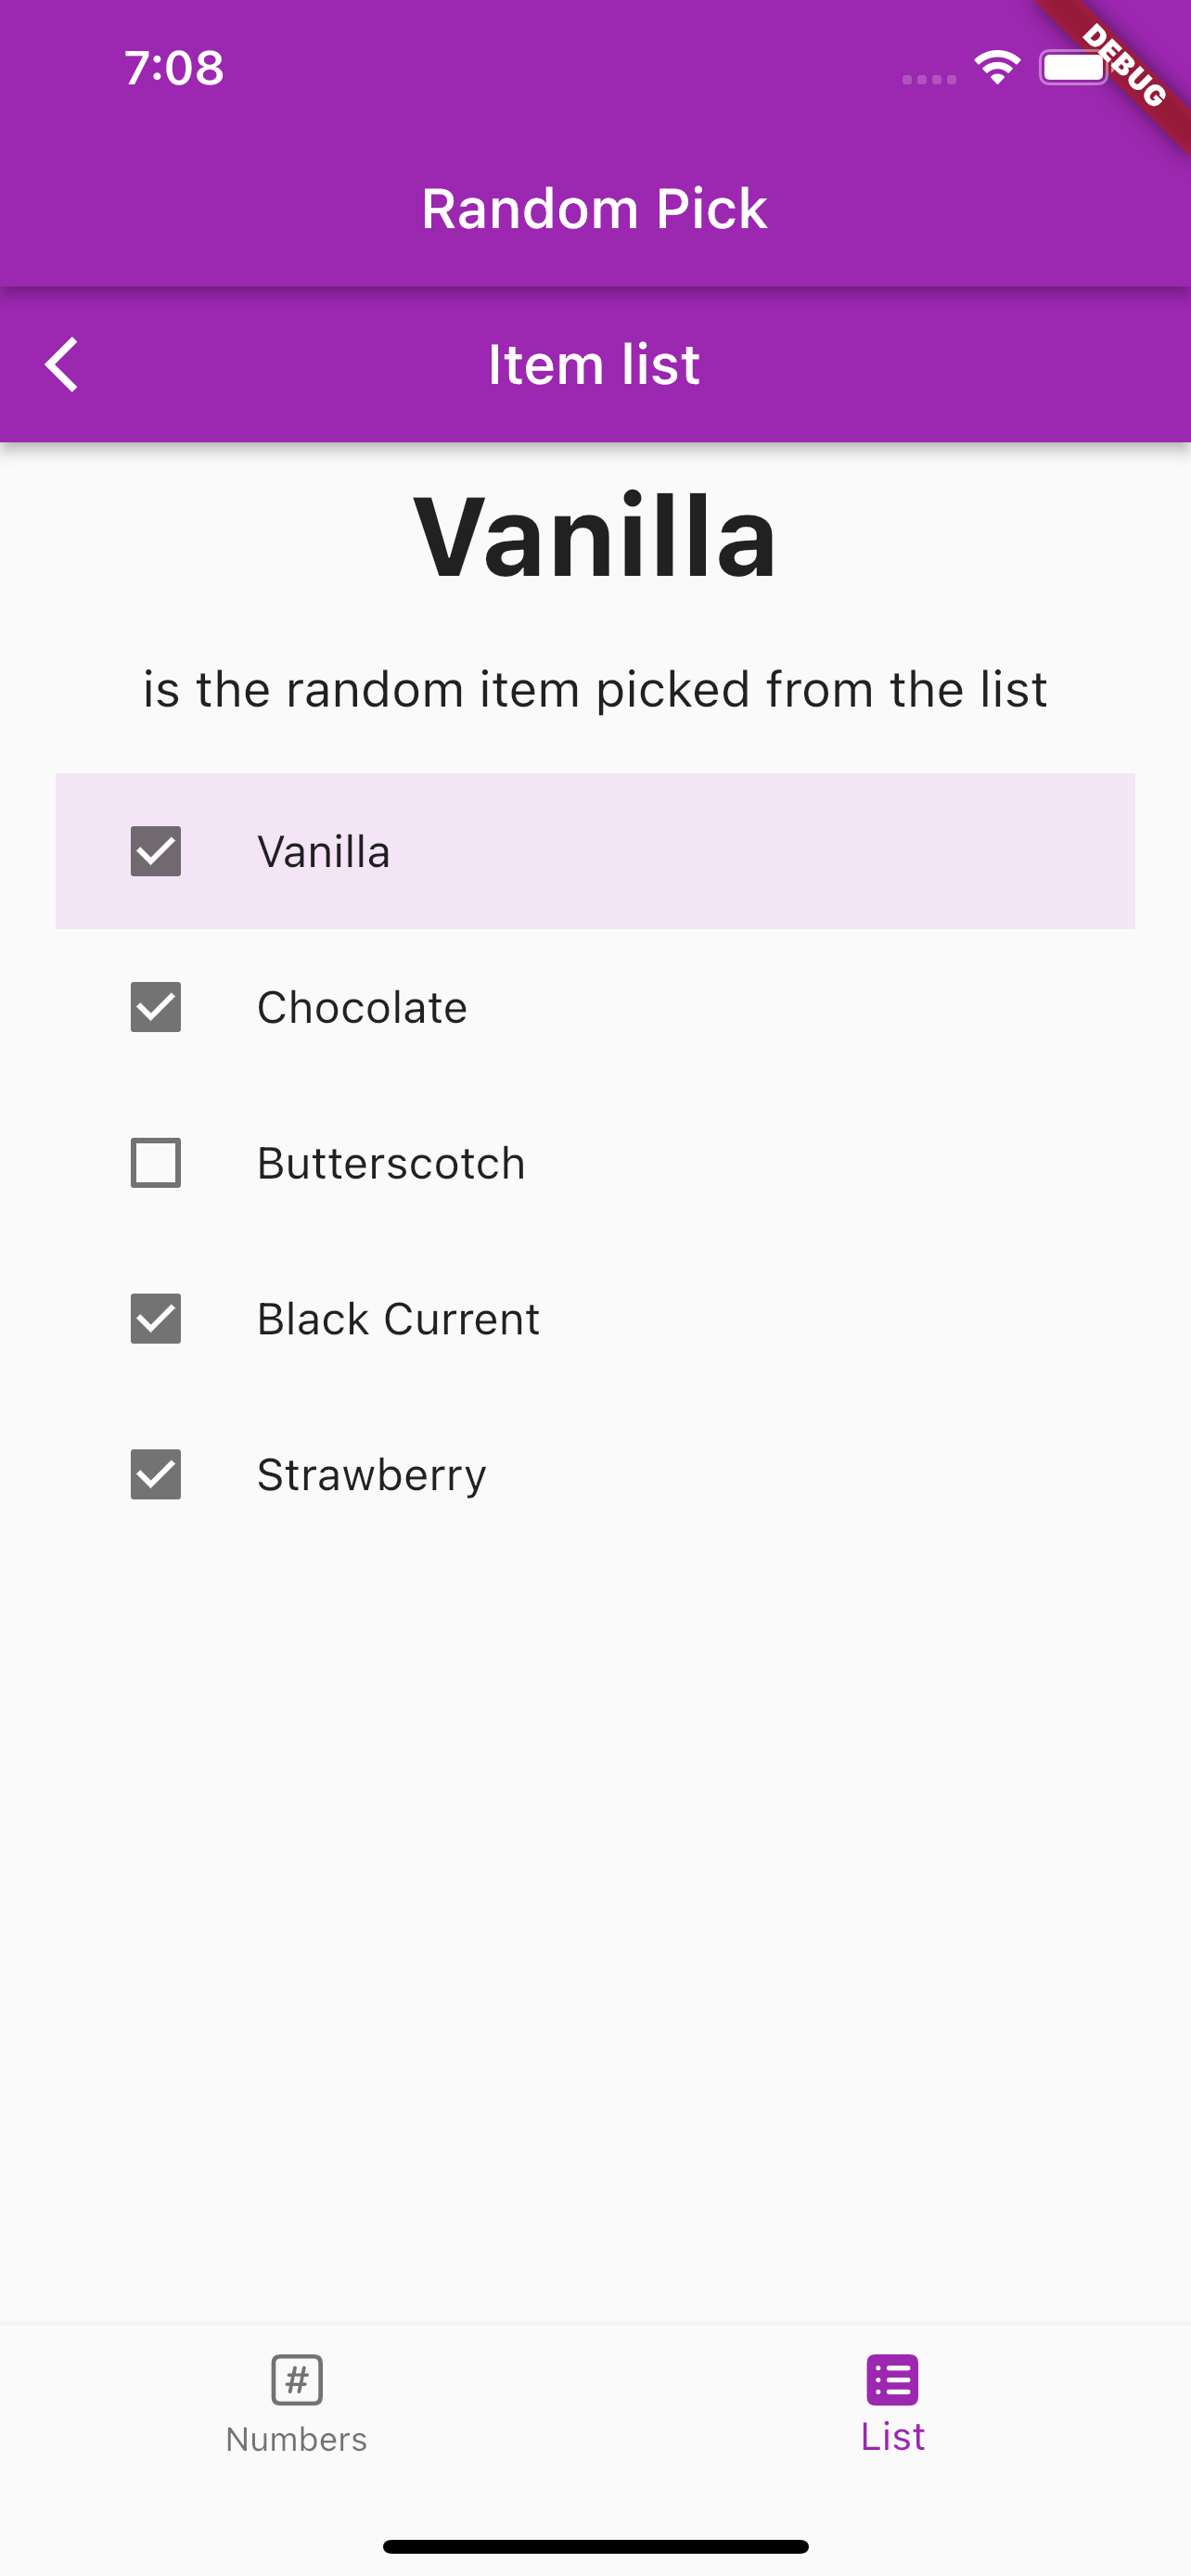 7:08
DEBUG
Random Pick
Item list
Vanilla
is the random item picked from the list
Vanilla
Chocolate
Butterscotch
Black Current
Strawberry
#
Numbers
List